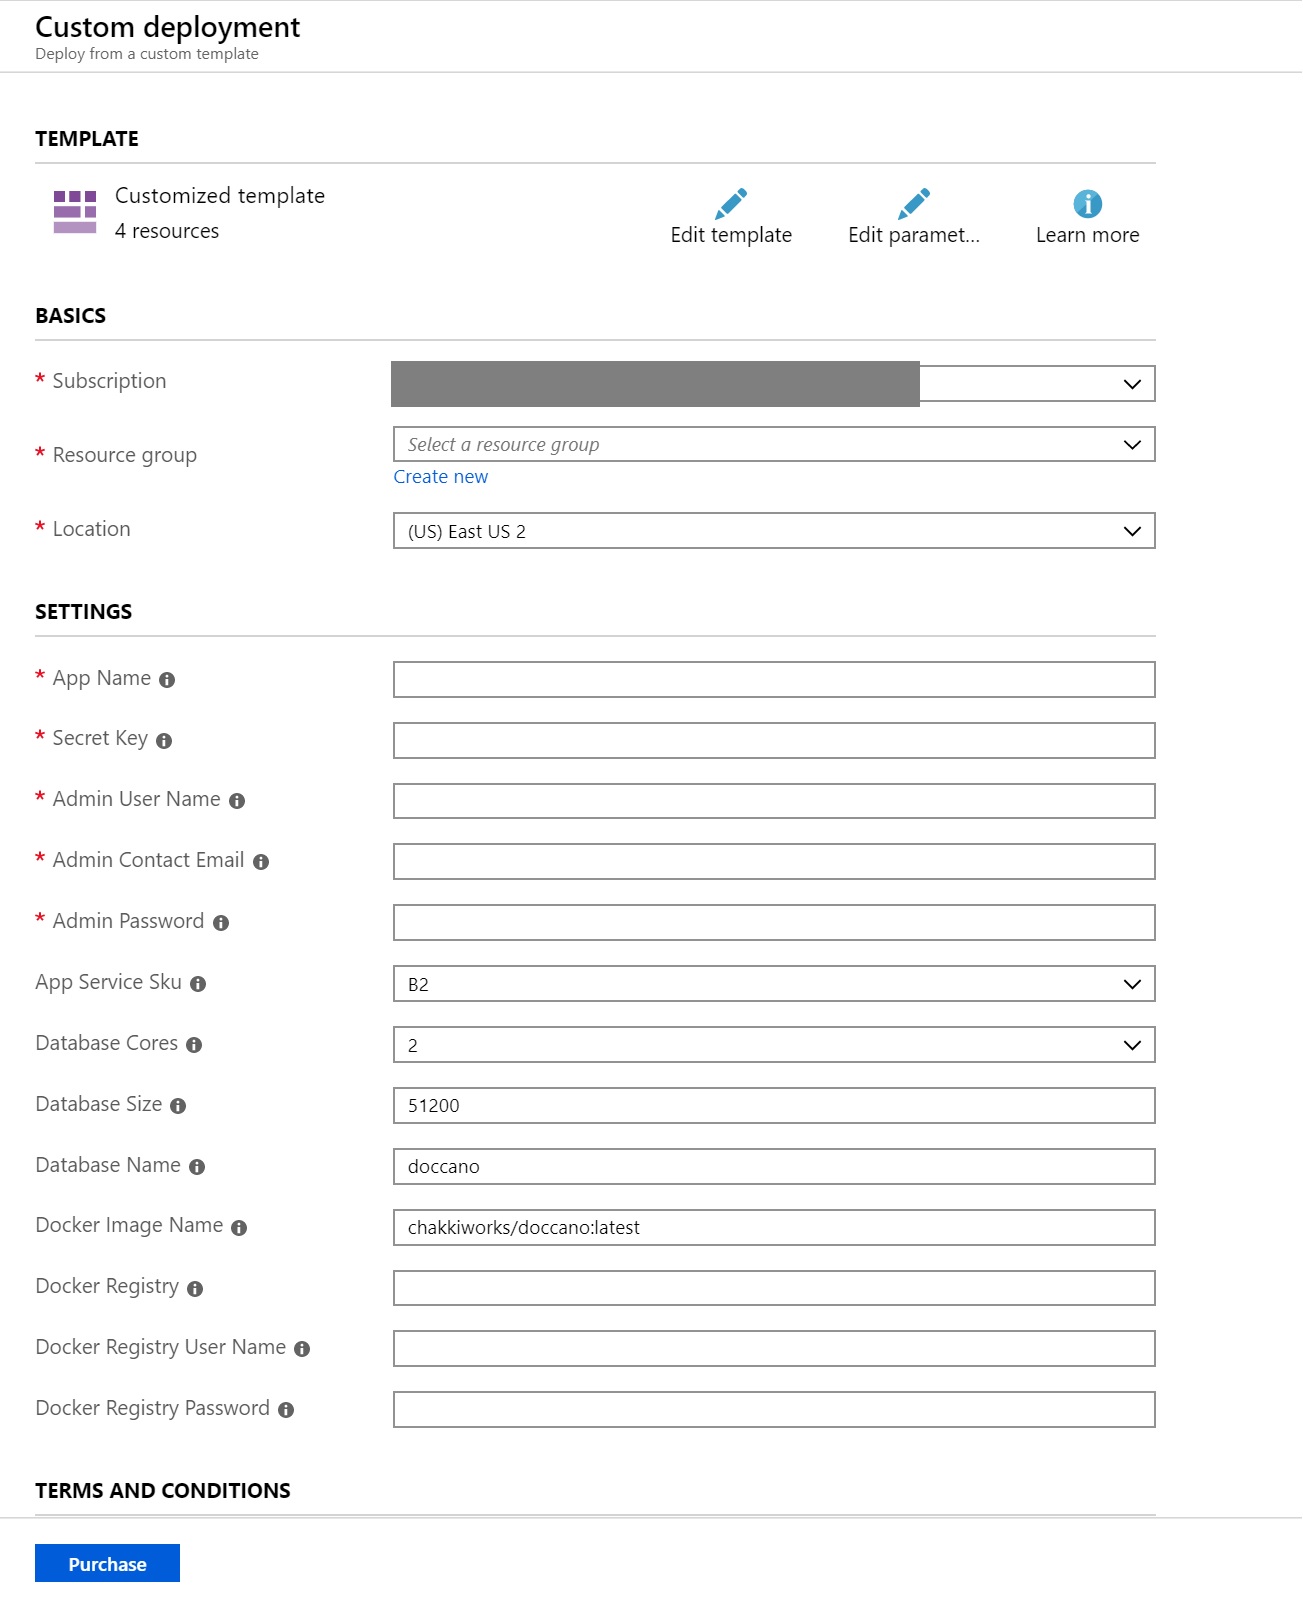 Custom deployment
Deploy from a custom template
TEMPLATE
Customized template
4 resources
Edit template
Edit paramet...
Learn more
BASICS
* Subscription
* Resource group
Select a resource group
Create new
* Location
(US) East US 2
SETTINGS
* App Name
* Secret Key
* Admin User Name
* Admin Contact Email
* Admin Password
App Service Sku
B2
Database Cores
2
Database Size
51200
Database Name
doccano
Docker Image Name
chakkiworks/doccano:latest
Docker Registry
Docker Registry User Name
Docker Registry Password
TERMS AND CONDITIONS
Purchase